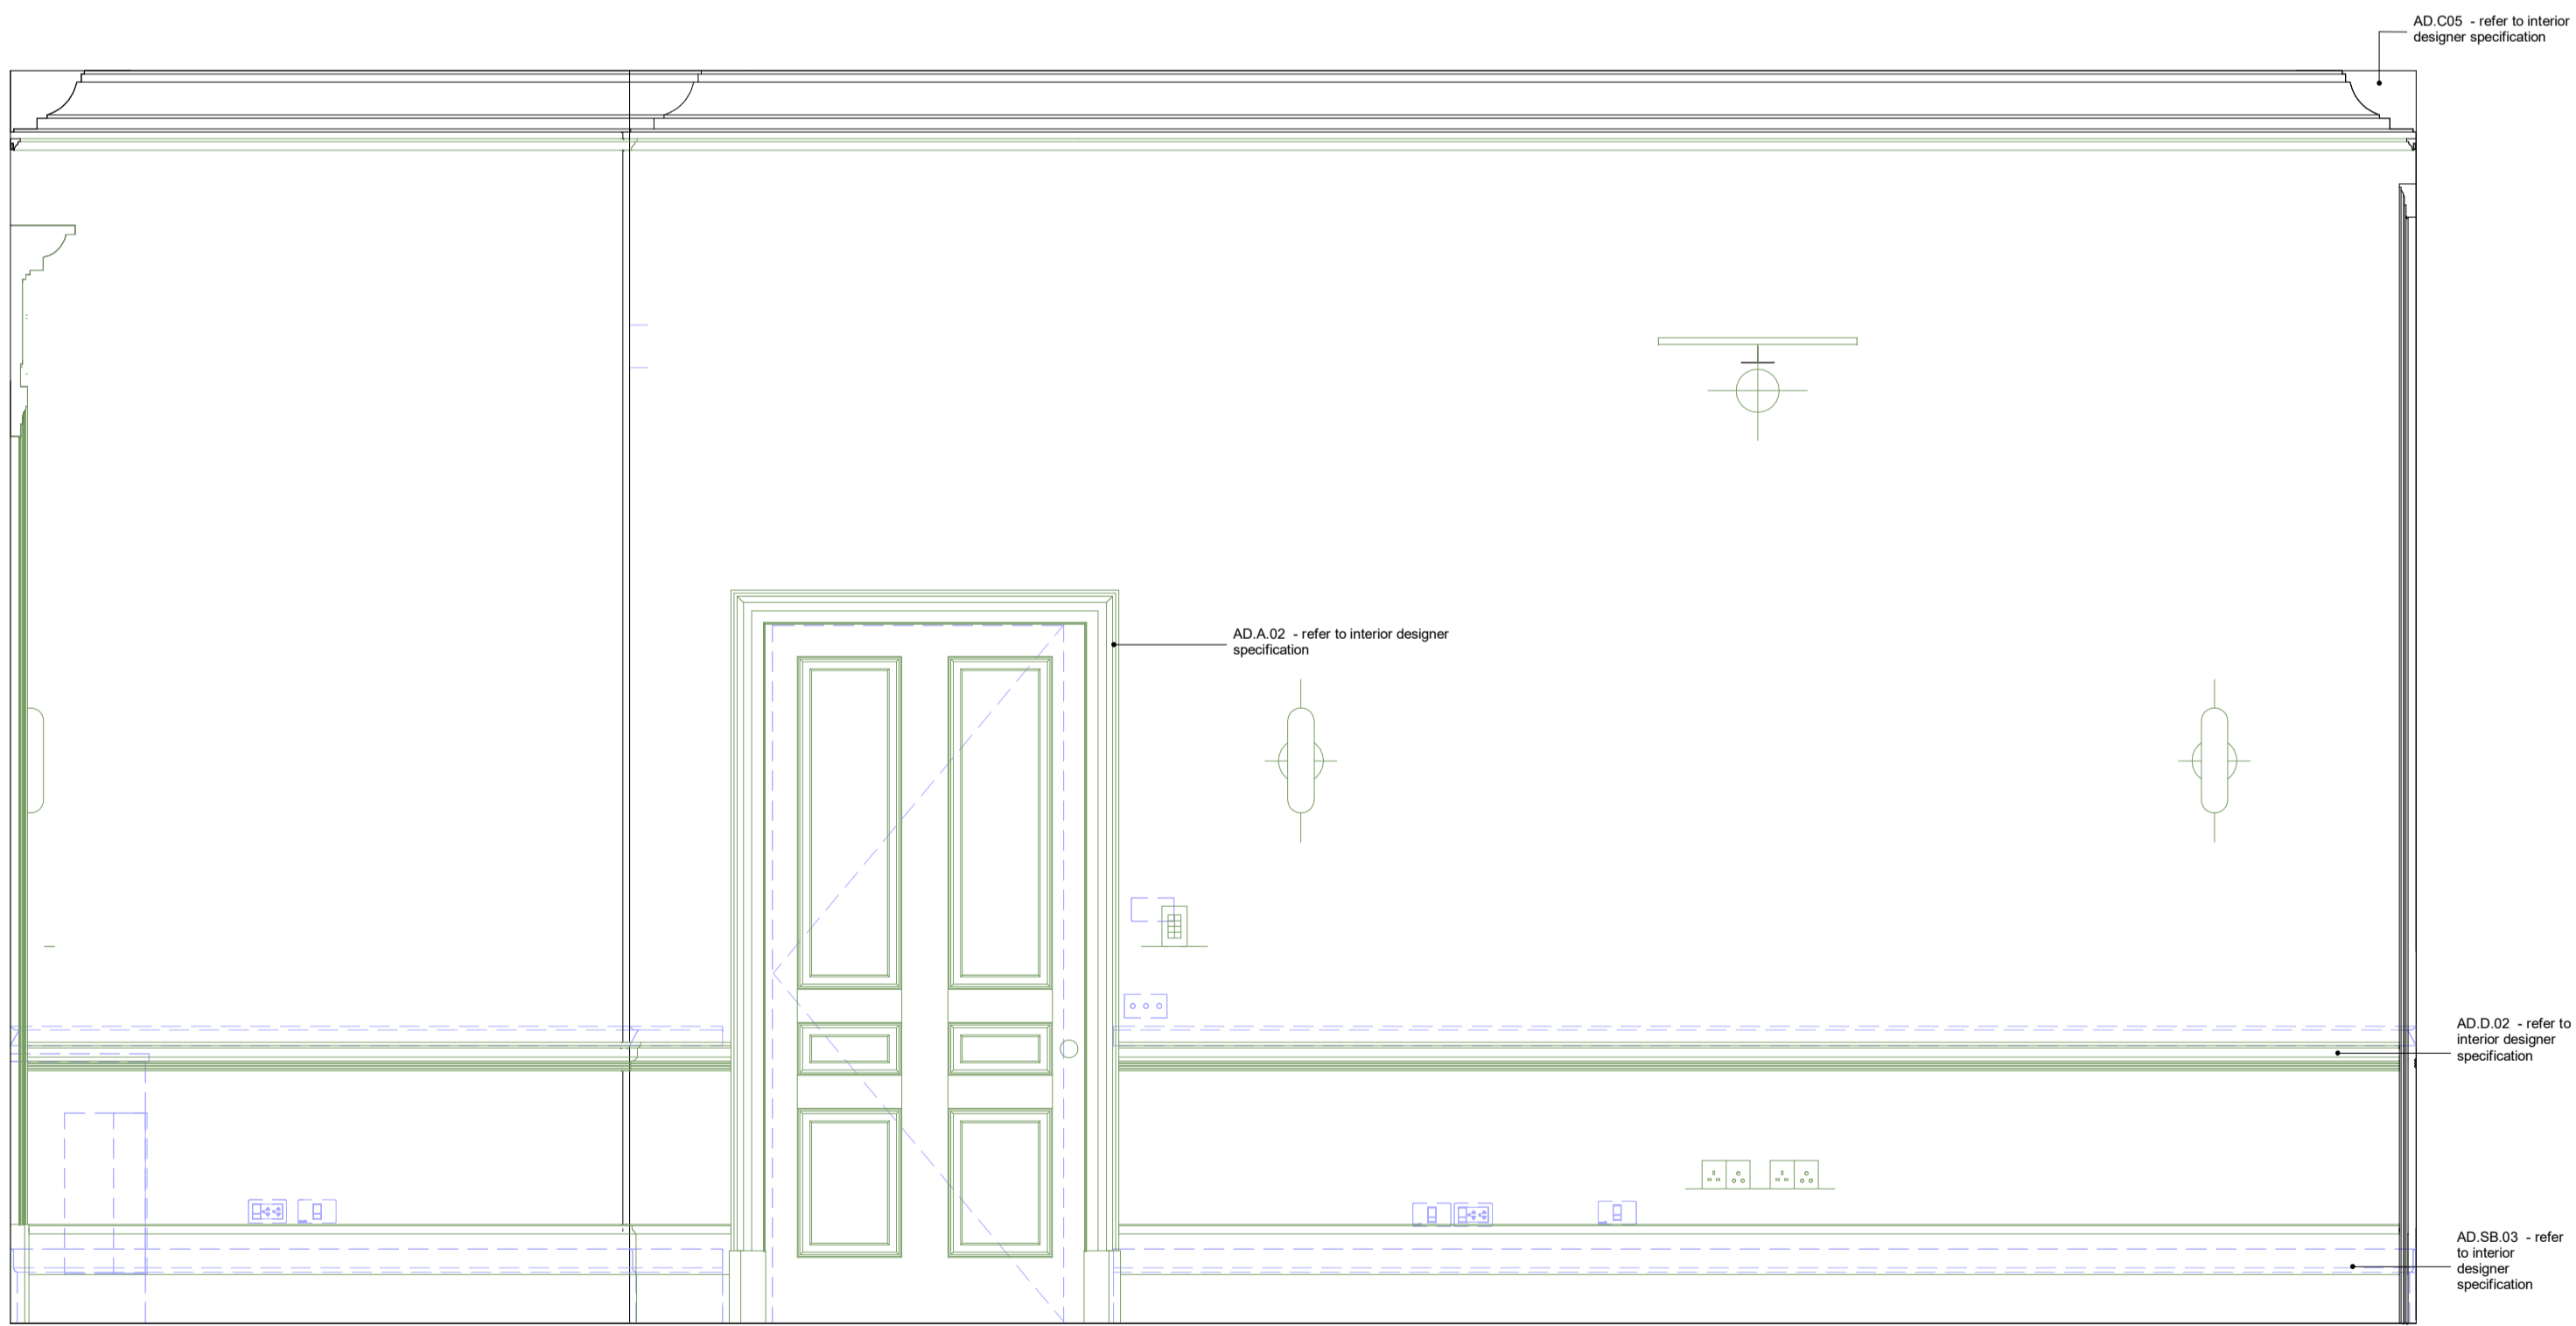 AD.C05 - refer to interior
designer specification
AD.A.02 - refer to interior designer
specification
AD.D.02 - refer to
interior designer
specification
AD.SB.03 - refer
to interior
designer
specification